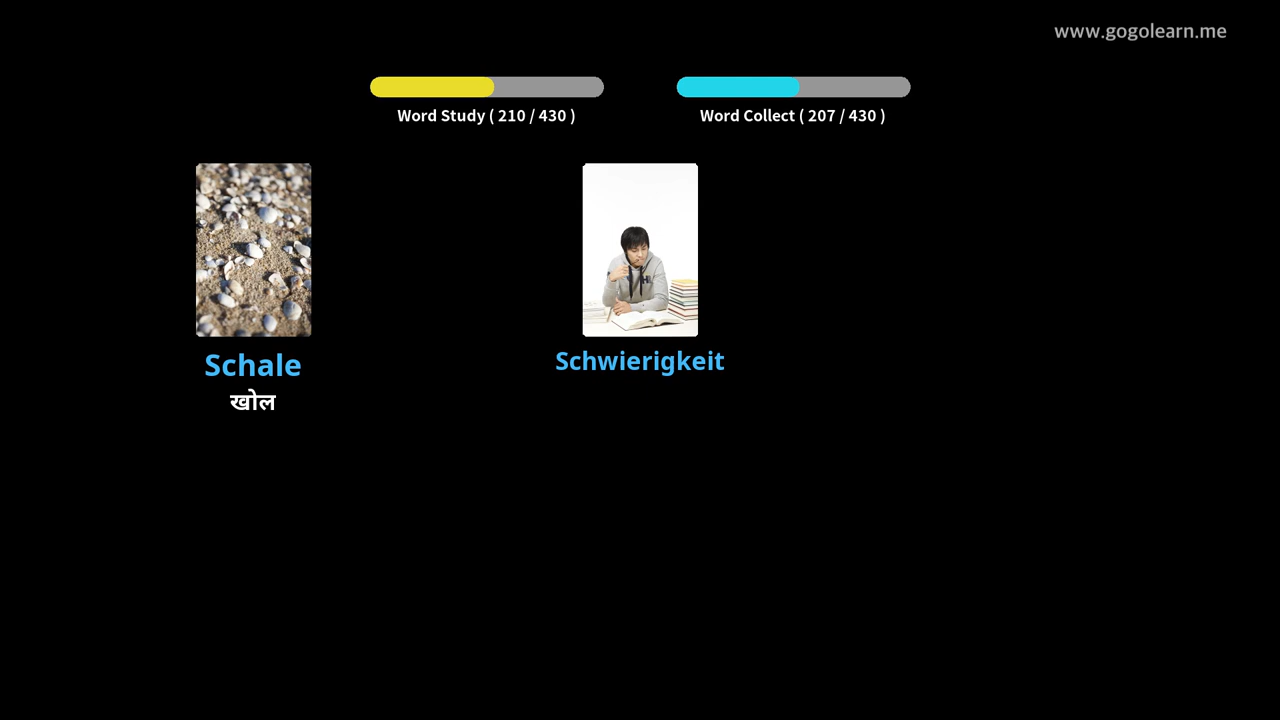 www.gogolearn.me
Word Study ( 210 / 430 )
Word Collect ( 207 / 430 )
Schale
खोल
Schwierigkeit